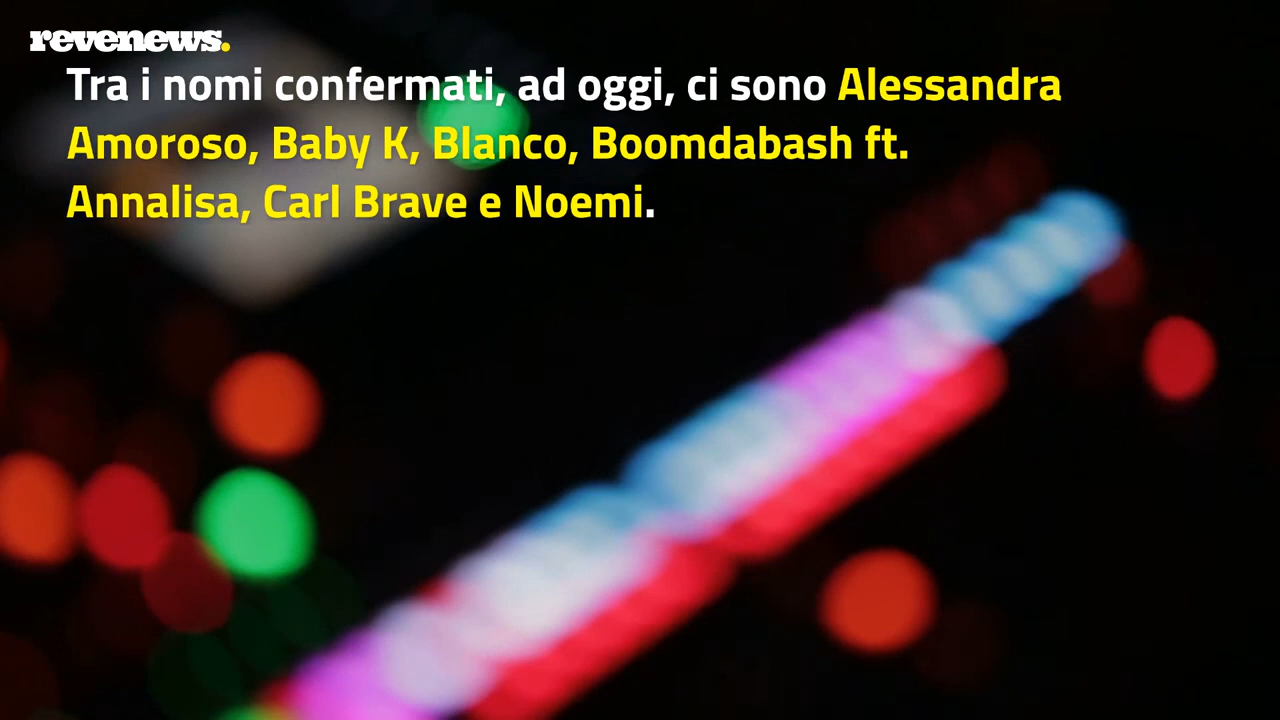 revenews.
Tra i nomi confermati, ad oggi, ci sono Alessandra
Amoroso, Baby K, Blanco, Boomdabash ft.
Annalisa, Carl Brave e Noemi.